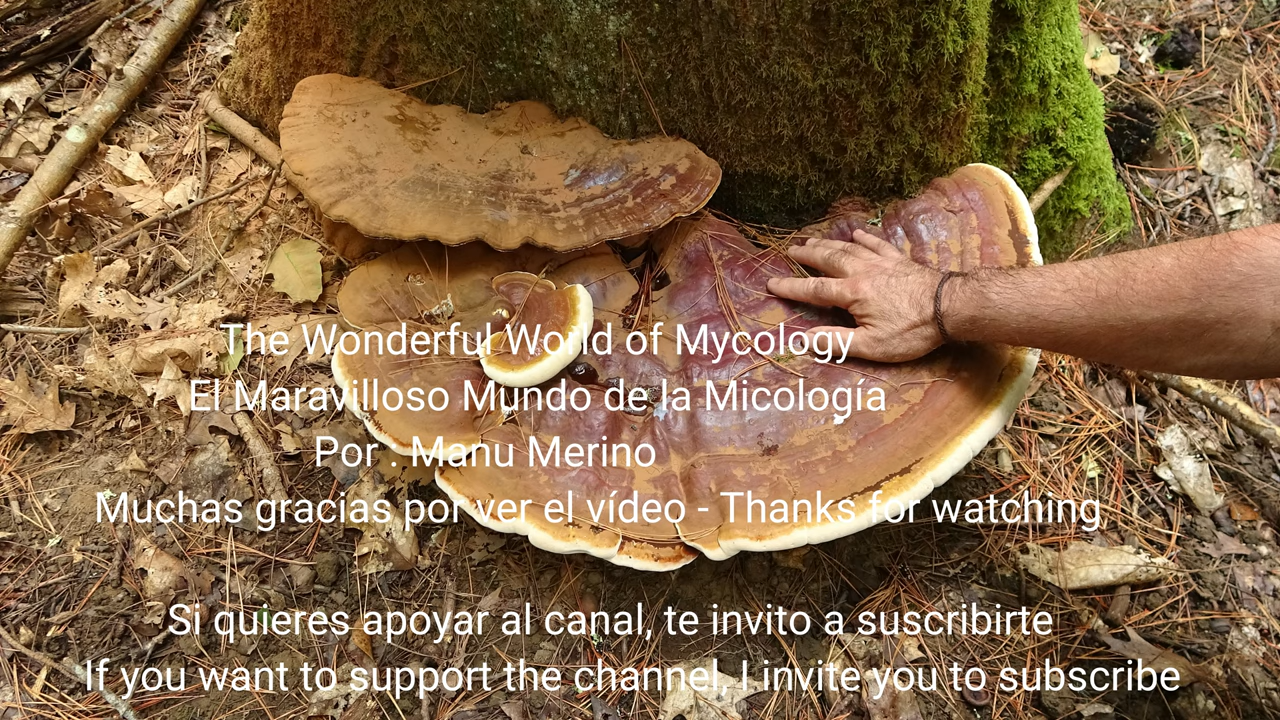 The Wonderful World of Mycology
El Maravilloso Mundo de la Micología
Por : Manu Merino
Muchas gracias por ver el vídeo - Thanks for watching
Si quieres apoyar al canal, te invito a suscribirte
If you want to support the channel, I invite you to subscribe